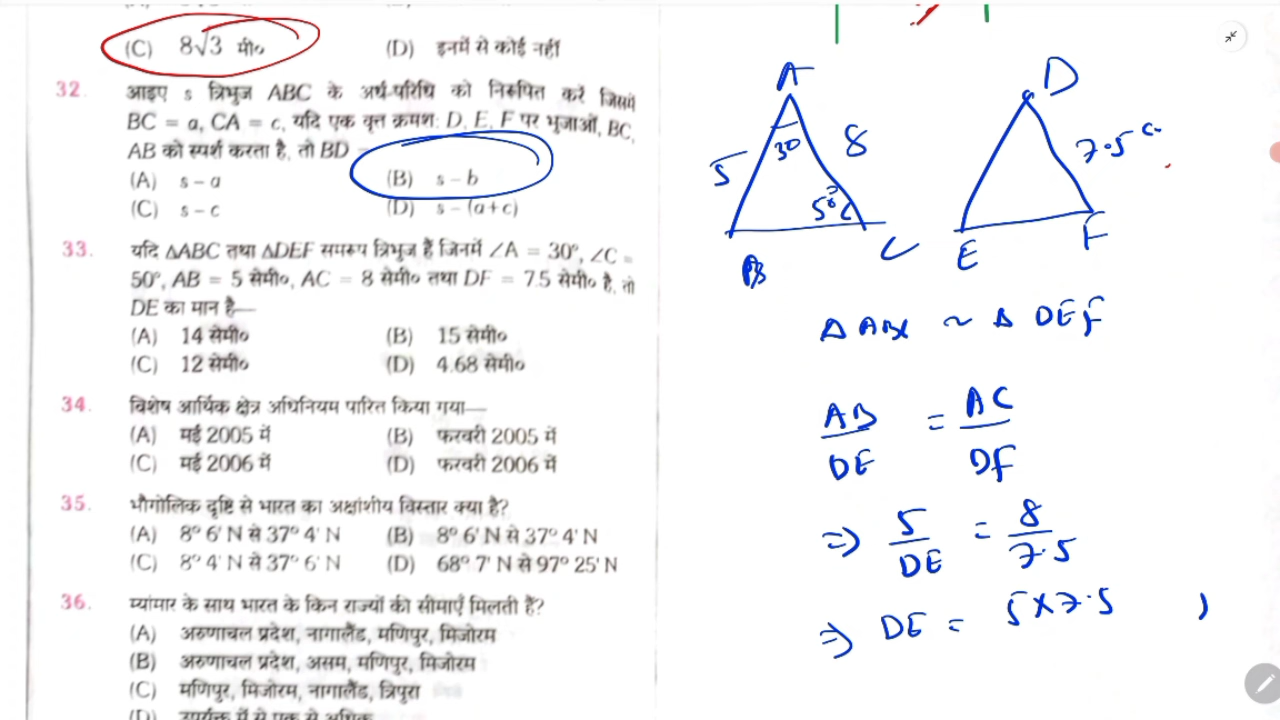 (C) 8√3 मी० (D) इनमें से कोई नहीं
32. आइए s त्रिभुज ABC के अर्ध-परिधि को निरूपित करें जिसमें
BC = a, CA = c, यदि एक वृत्त क्रमश: D, E, F पर भुजाओं, BC,
AB को स्पर्श करता है, तो BD
(A) s – a (B) s – b
(C) s – c (D) s – (a+c)
33. यदि ΔABC तथा ΔDEF समरूप त्रिभुज हैं जिनमें ∠A = 30°, ∠C =
50°, AB = 5 सेमी०, AC = 8 सेमी० तथा DF = 7.5 सेमी० है, तो
DE का मान है—
(A) 14 सेमी० (B) 15 सेमी०
(C) 12 सेमी० (D) 4.68 सेमी०
34. विशेष आर्थिक क्षेत्र अधिनियम पारित किया गया—
(A) मई 2005 में (B) फरवरी 2005 में
(C) मई 2006 में (D) फरवरी 2006 में
35. भौगोलिक दृष्टि से भारत का अक्षांशीय विस्तार क्या है?
(A) 8° 6' N से 37° 4' N (B) 8° 6' N से 37° 4' N
(C) 8° 4' N से 37° 6' N (D) 68° 7' N से 97° 25' N
36. म्यांमार के साथ भारत के किन राज्यों की सीमाएँ मिलती हैं?
(A) अरुणाचल प्रदेश, नागालैंड, मणिपुर, मिजोरम
(B) अरुणाचल प्रदेश, असम, मणिपुर, मिजोरम
(C) मणिपुर, मिजोरम, नागालैंड, त्रिपुरा
(D) उपर्युक्त में से एक से अधिक
A D
5 30 8 7.5 c.
50°
B C E F
Δ ABC ~ Δ DEF
AB/DE = AC/DF
=> 5/DE = 8/7.5
=> DE = 5×7.5